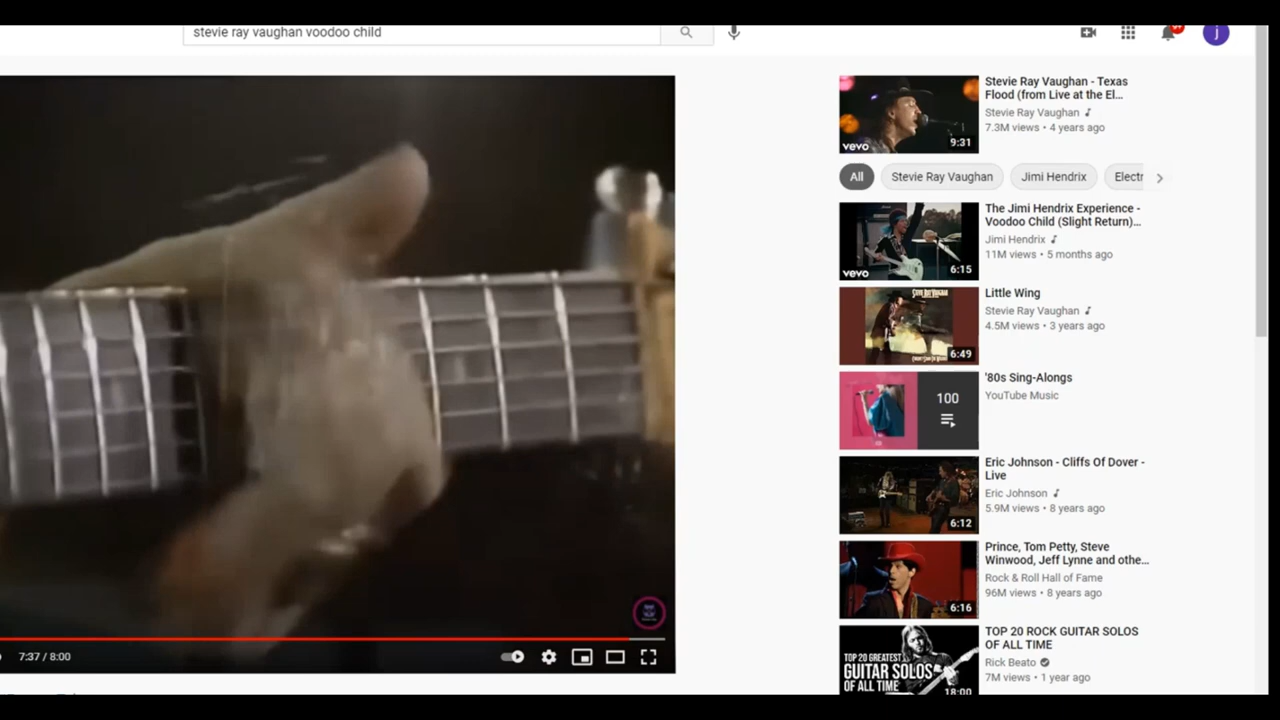 stevie ray vaughan voodoo child
j
Stevie Ray Vaughan - Texas
Flood (from Live at the El...
Stevie Ray Vaughan
7.3M views • 4 years ago
vevo
9:31
All
Stevie Ray Vaughan
Jimi Hendrix
Electr
The Jimi Hendrix Experience -
Voodoo Child (Slight Return)...
Jimi Hendrix
11M views • 5 months ago
vevo
6:15
Little Wing
Stevie Ray Vaughan
4.5M views • 3 years ago
6:49
'80s Sing-Alongs
YouTube Music
100
Eric Johnson - Cliffs Of Dover -
Live
Eric Johnson
5.9M views • 8 years ago
6:12
Prince, Tom Petty, Steve
Winwood, Jeff Lynne and othe...
Rock & Roll Hall of Fame
96M views • 8 years ago
6:16
TOP 20 ROCK GUITAR SOLOS
OF ALL TIME
Rick Beato
7M views • 1 year ago
TOP 20 GREATEST
GUITAR SOLOS
OF ALL TIME
18:00
7:37 / 8:00